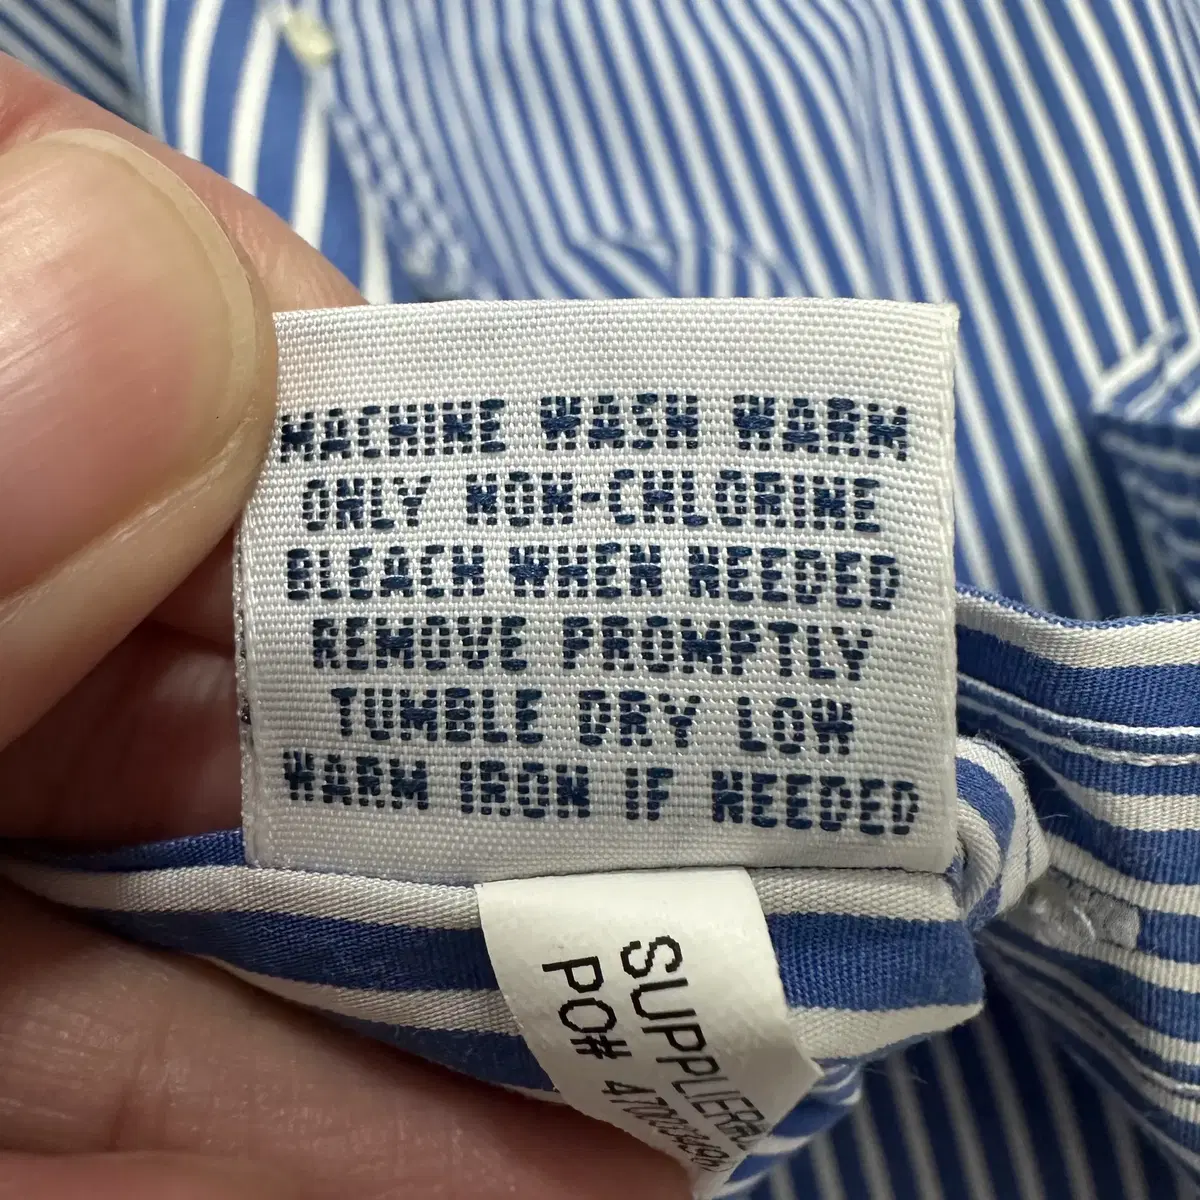 MACHINE WASH WARM
ONLY NON-CHLORINE
BLEACH WHEN NEEDED
REMOVE PROMPTLY
TUMBLE DRY LOW
WARM IRON IF NEEDED
SUPPLIER
PO#